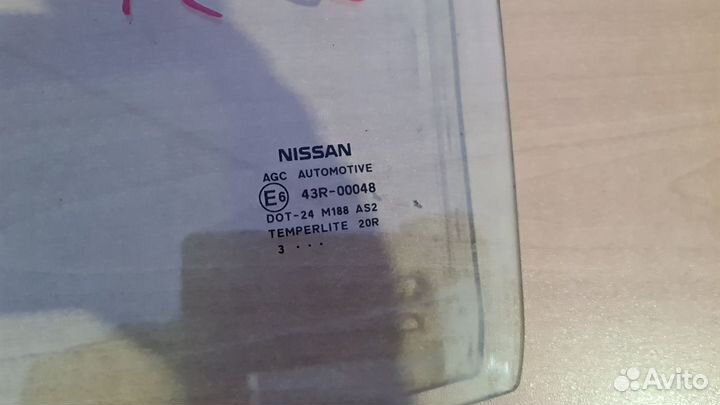 NISSAN
AGC AUTOMOTIVE
E6 43R-00048
DOT-24 M188 AS2
TEMPERLITE 20R
3 ...
Avito